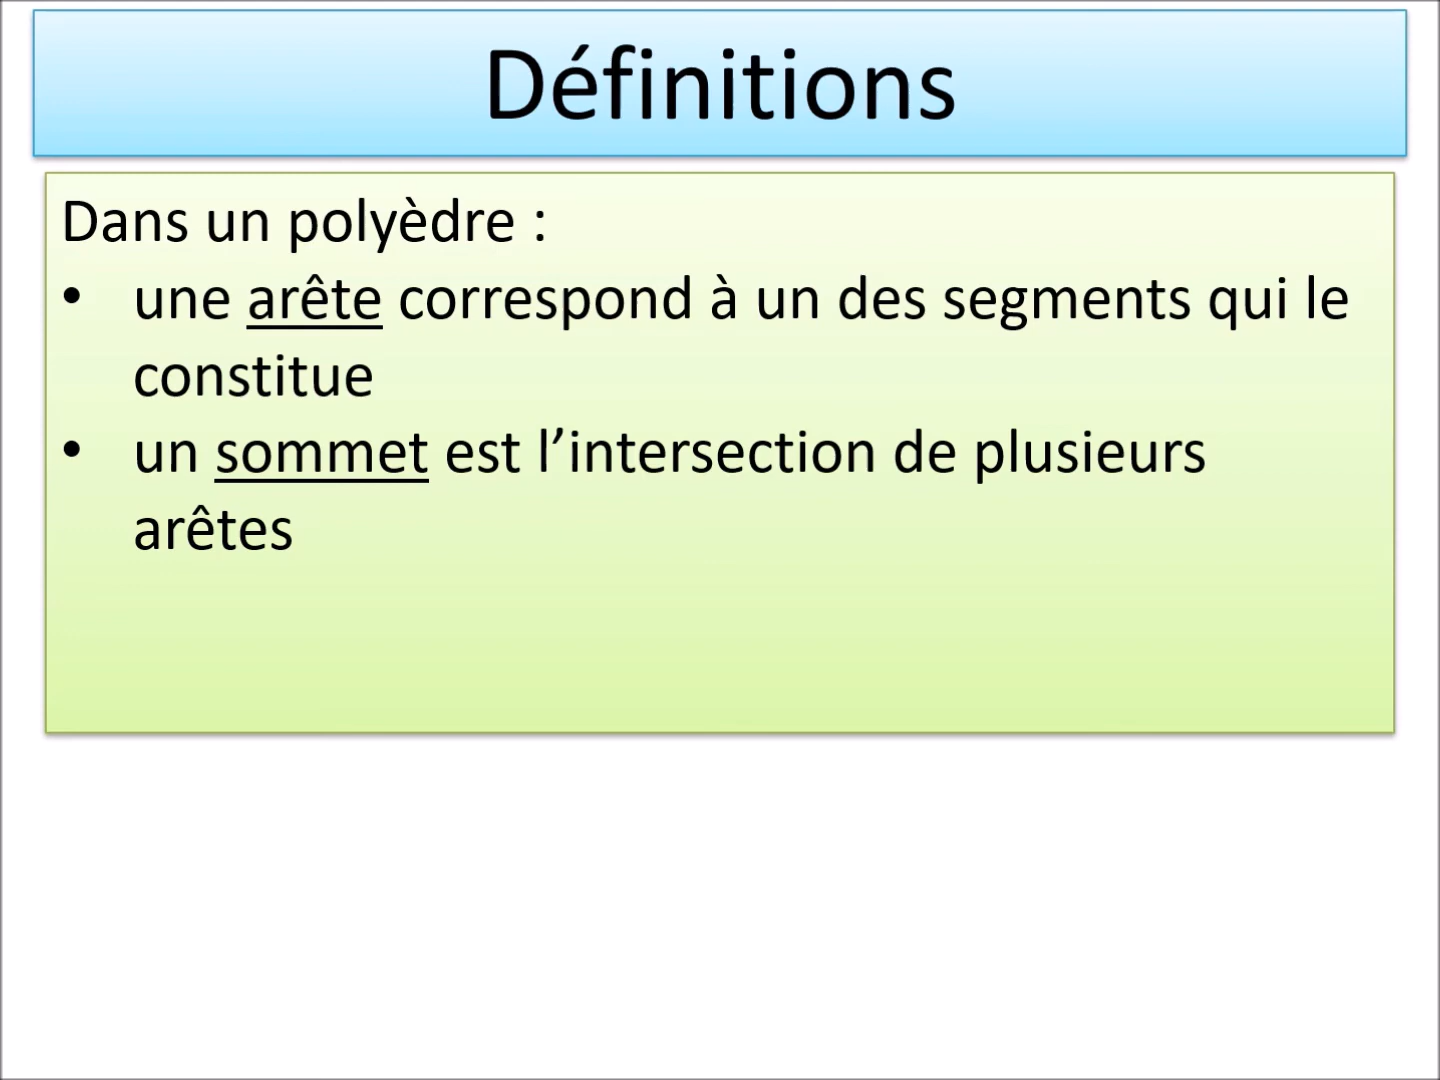 Définitions
Dans un polyèdre :
• une arête correspond à un des segments qui le
constitue
• un sommet est l’intersection de plusieurs
arêtes